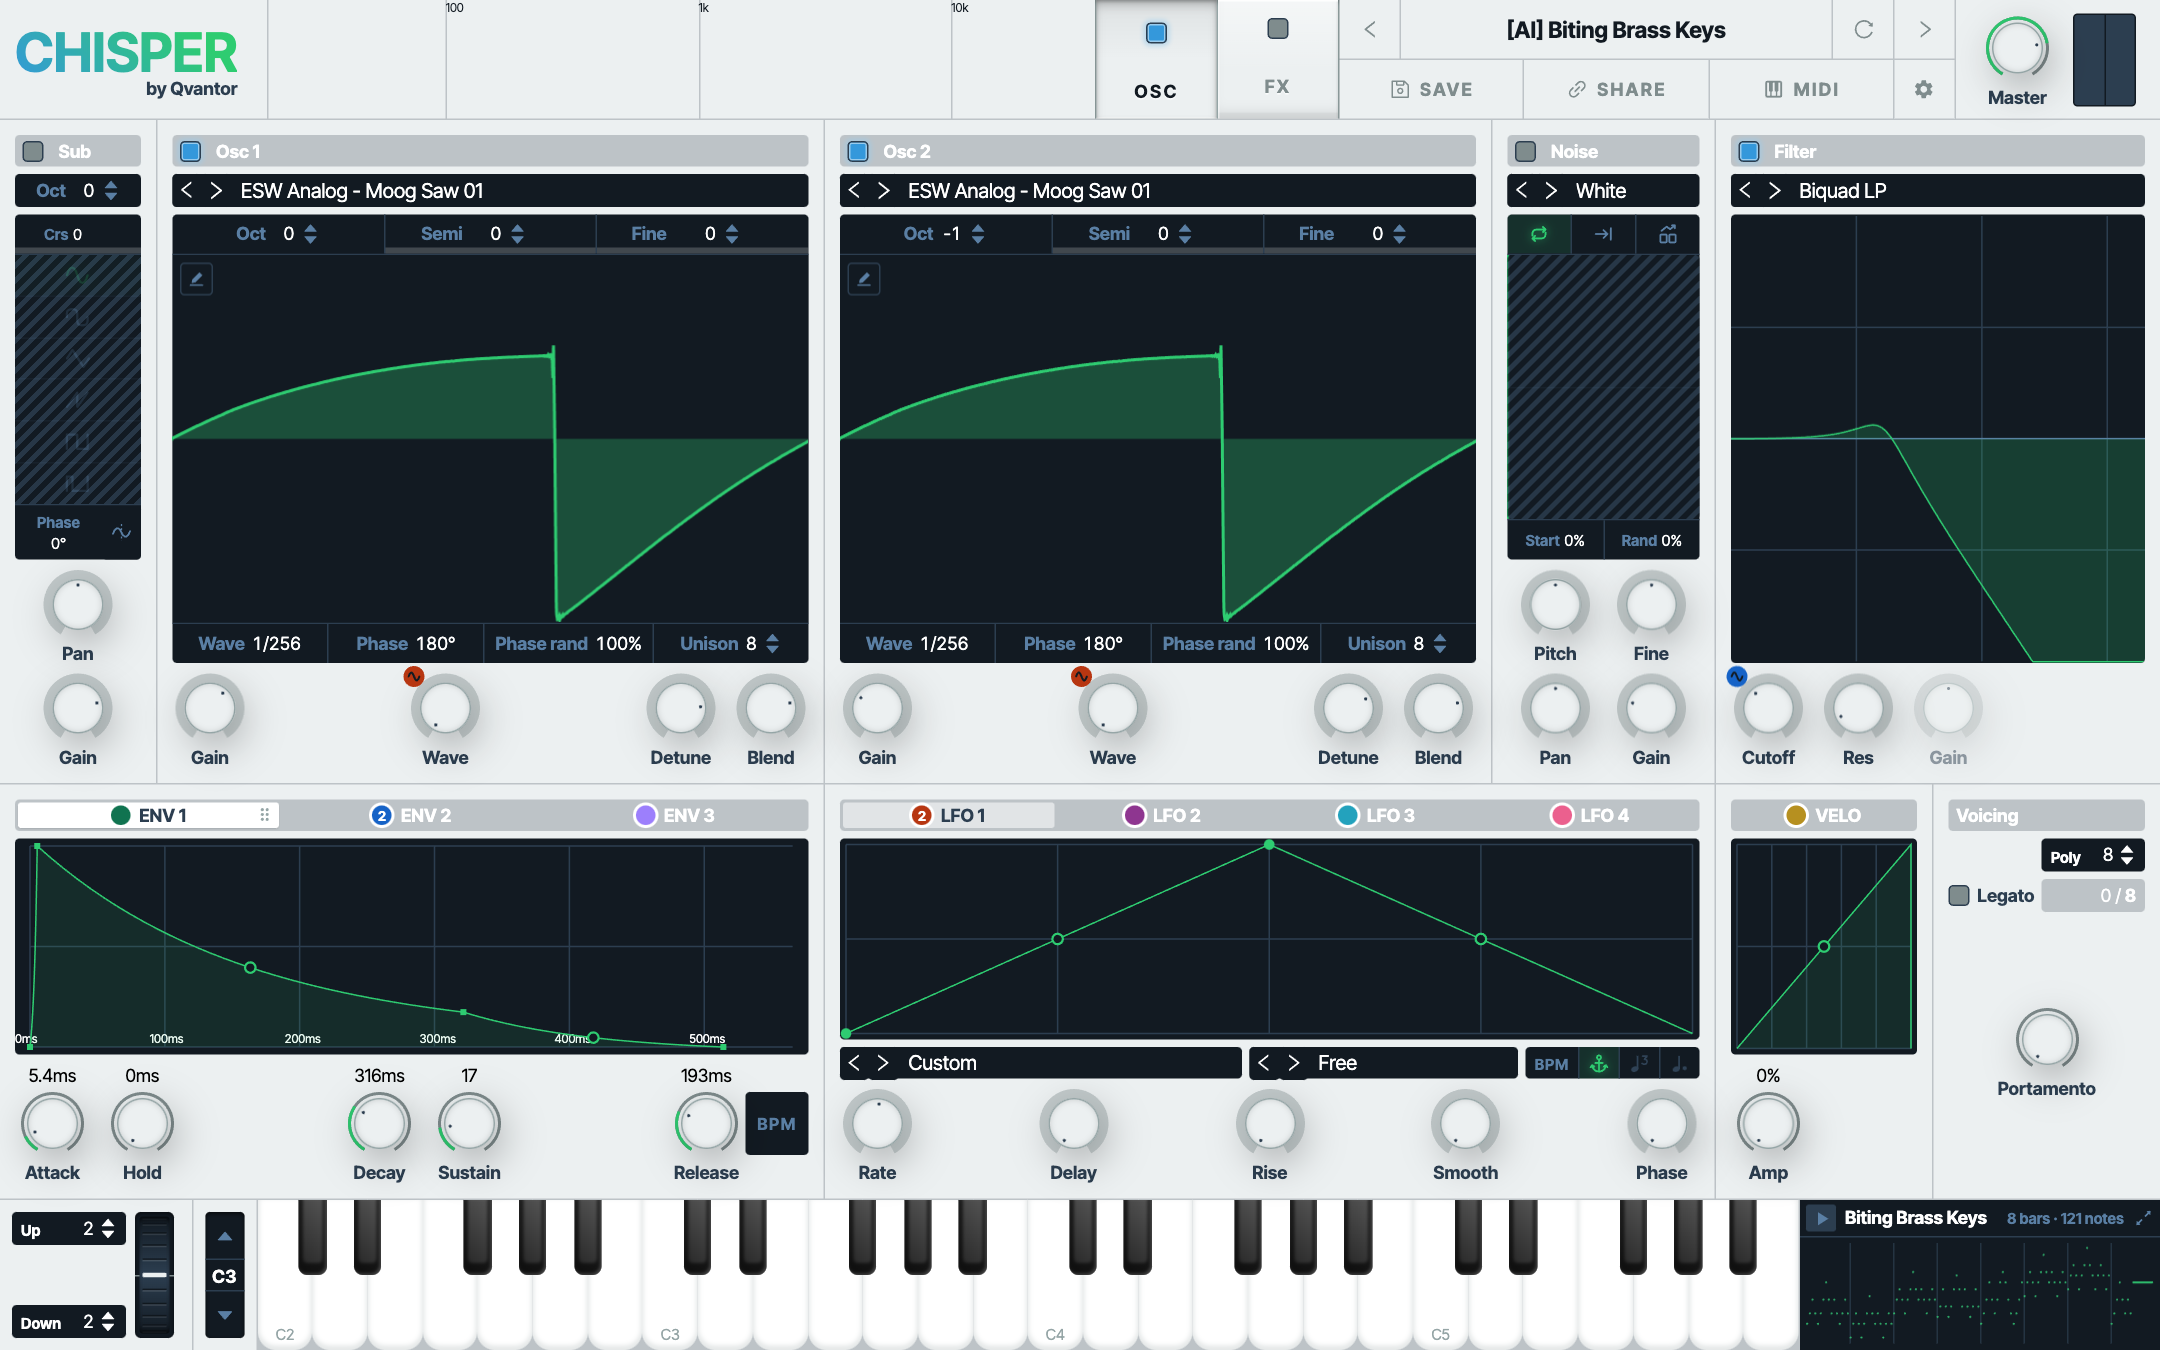 CHISPER
by Qvantor
100
1k
10k
OSC
FX
[AI] Biting Brass Keys
SAVE
SHARE
MIDI
Master
Sub
Oct 0
Crs 0
Phase
0°
Pan
Gain
Osc 1
ESW Analog - Moog Saw 01
Oct 0
Semi 0
Fine 0
Wave 1/256
Phase 180°
Phase rand 100%
Unison 8
Gain
Wave
Detune
Blend
Osc 2
ESW Analog - Moog Saw 01
Oct -1
Semi 0
Fine 0
Wave 1/256
Phase 180°
Phase rand 100%
Unison 8
Gain
Wave
Detune
Blend
Noise
White
Start 0%
Rand 0%
Pitch
Fine
Pan
Gain
Filter
Biquad LP
Cutoff
Res
Gain
ENV 1
2 ENV 2
ENV 3
0ms
100ms
200ms
300ms
400ms
500ms
5.4ms
0ms
316ms
17
193ms
BPM
Attack
Hold
Decay
Sustain
Release
2 LFO 1
LFO 2
LFO 3
LFO 4
Custom
Free
BPM
3
Rate
Delay
Rise
Smooth
Phase
VELO
0%
Amp
Voicing
Poly 8
Legato
0 / 8
Portamento
Up 2
Down 2
C3
C2
C3
C4
C5
Biting Brass Keys
8 bars · 121 notes